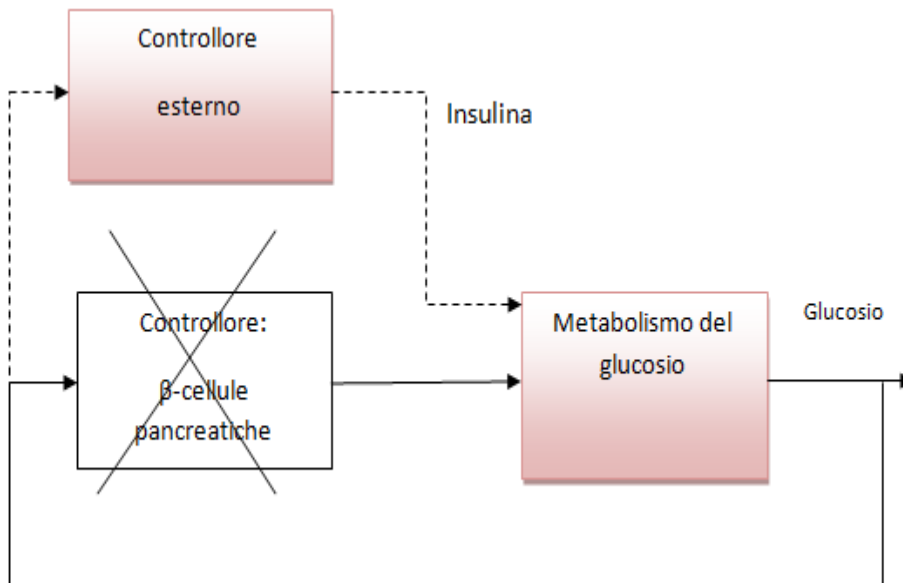 Controllore
esterno
Insulina
Controllore:
β-cellule
pancreatiche
Metabolismo del
glucosio
Glucosio